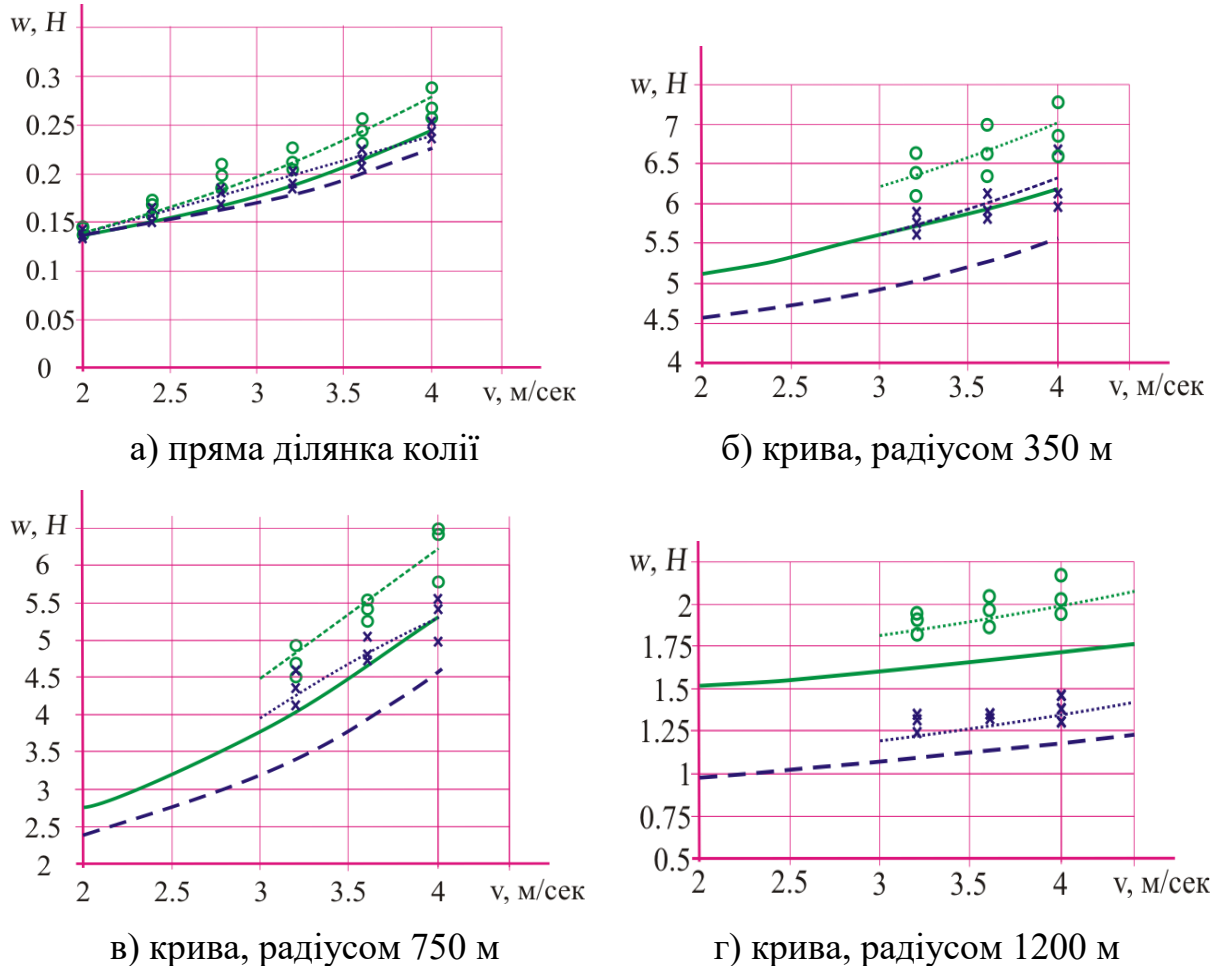 w, H
0.3
0.25
0.2
0.15
0.1
0.05
0
2 2.5 3 3.5 4 v, м/сек
а) пряма ділянка колії
w, H
7
6.5
6
5.5
5
4.5
4
2 2.5 3 3.5 4 v, м/сек
б) крива, радіусом 350 м
w, H
6
5.5
5
4.5
4
3.5
3
2.5
2
2 2.5 3 3.5 4 v, м/сек
в) крива, радіусом 750 м
w, H
2
1.75
1.5
1.25
1
0.75
0.5
2 2.5 3 3.5 4 v, м/сек
г) крива, радіусом 1200 м